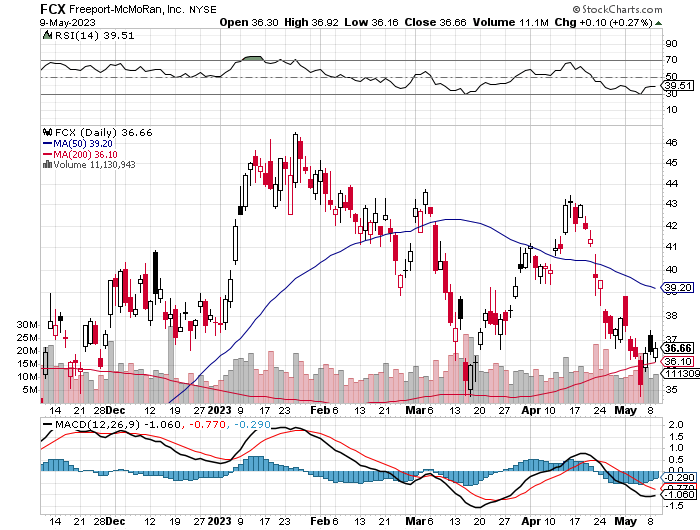 FCX Freeport-McMoRan, Inc. NYSE
© StockCharts.com
9-May-2023
Open 36.30 High 36.92 Low 36.16 Close 36.66 Volume 11.1M Chg +0.10 (+0.27%)
RSI(14) 39.51
90
70
50
39.51
30
10
FCX (Daily) 36.66
MA(50) 39.20
MA(200) 36.10
Volume 11,130,943
46
45
44
43
42
41
40
39.20
38
37
36.66
36.10
35
30M
25M
20M
15M
10M
5M
14 21 28 Dec 12 19 27 2023 9 17 23 Feb 6 13 21 Mar 6 13 20 27 Apr 10 17 24 May 8
MACD(12,26,9) -1.060, -0.770, -0.290
2.0
1.5
1.0
0.5
0.0
-0.290
-0.770
-1.060
-1.5
14 21 28 Dec 12 19 27 2023 9 17 23 Feb 6 13 21 Mar 6 13 20 27 Apr 10 17 24 May 8